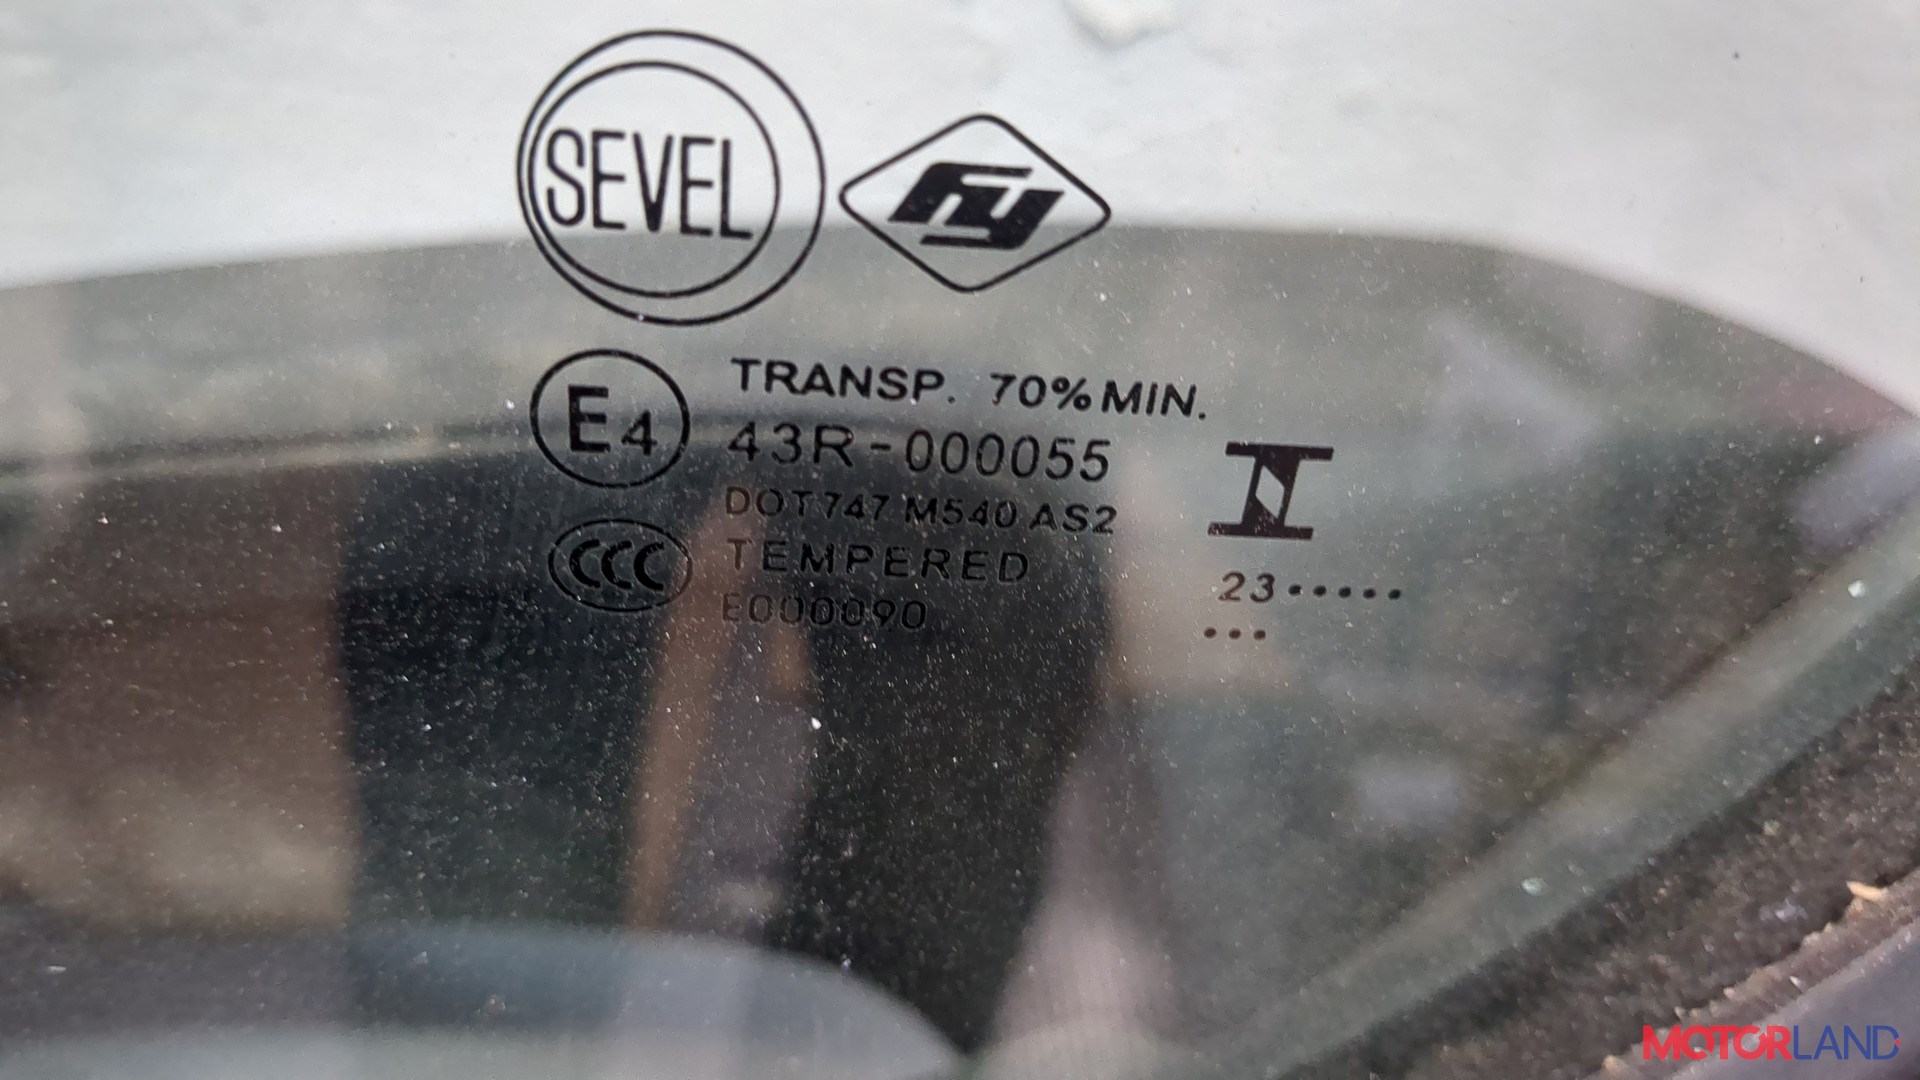 SEVEL
FY
E4
TRANSP. 70% MIN.
43R-000055
DOT747 M540 AS2
CCC
TEMPERED
E000090
23•••••
•••
MOTORLAND